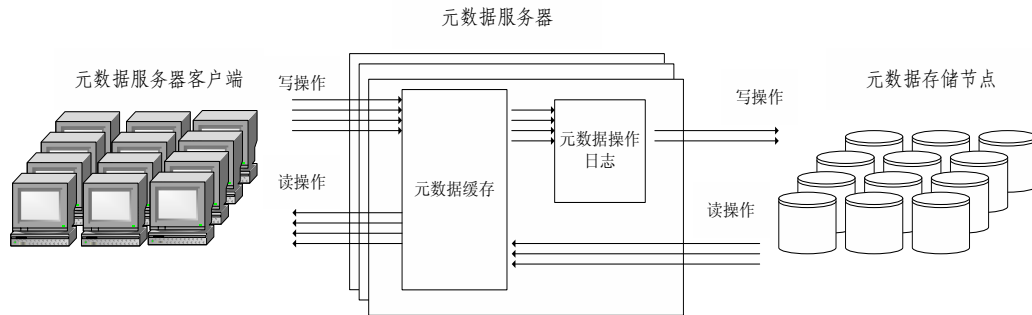 元数据服务器
元数据服务器客户端
元数据存储节点
写操作
写操作
元数据操作
日志
读操作
元数据缓存
读操作